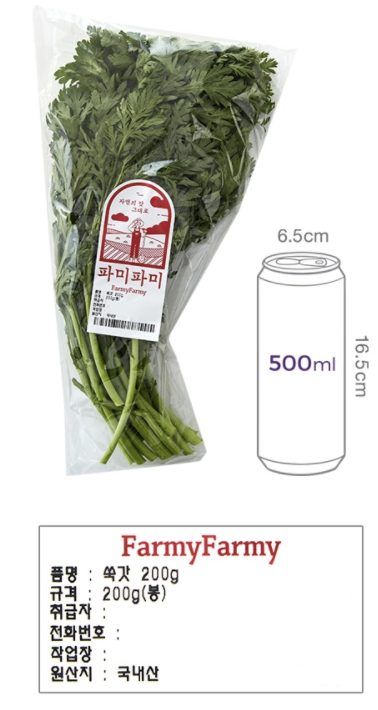 자연의 맛
그대로
파미파미
FarmyFarmy
6.5cm
500ml
16.5cm
FarmyFarmy
품명 : 쑥갓 200g
규격 : 200g(봉)
취급자 :
전화번호 :
작업장 :
원산지 : 국내산